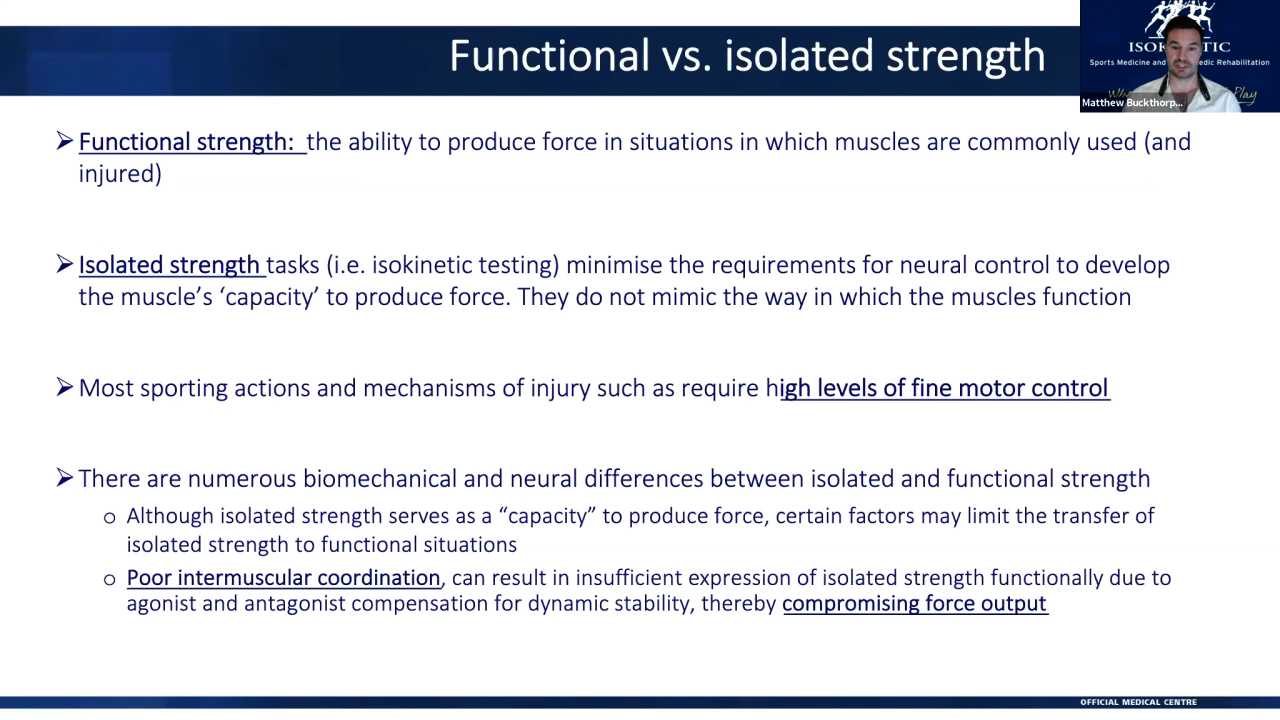 Functional vs. isolated strength
ISOK TIC
Sports Medicine and edic Rehabilitation
Play
Matthew Buckthorp...
➢Functional strength: the ability to produce force in situations in which muscles are commonly used (and
injured)
➢Isolated strength tasks (i.e. isokinetic testing) minimise the requirements for neural control to develop
the muscle's ‘capacity’ to produce force. They do not mimic the way in which the muscles function
➢Most sporting actions and mechanisms of injury such as require high levels of fine motor control
➢There are numerous biomechanical and neural differences between isolated and functional strength
o Although isolated strength serves as a “capacity” to produce force, certain factors may limit the transfer of
isolated strength to functional situations
o Poor intermuscular coordination, can result in insufficient expression of isolated strength functionally due to
agonist and antagonist compensation for dynamic stability, thereby compromising force output
OFFICIAL MEDICAL CENTRE